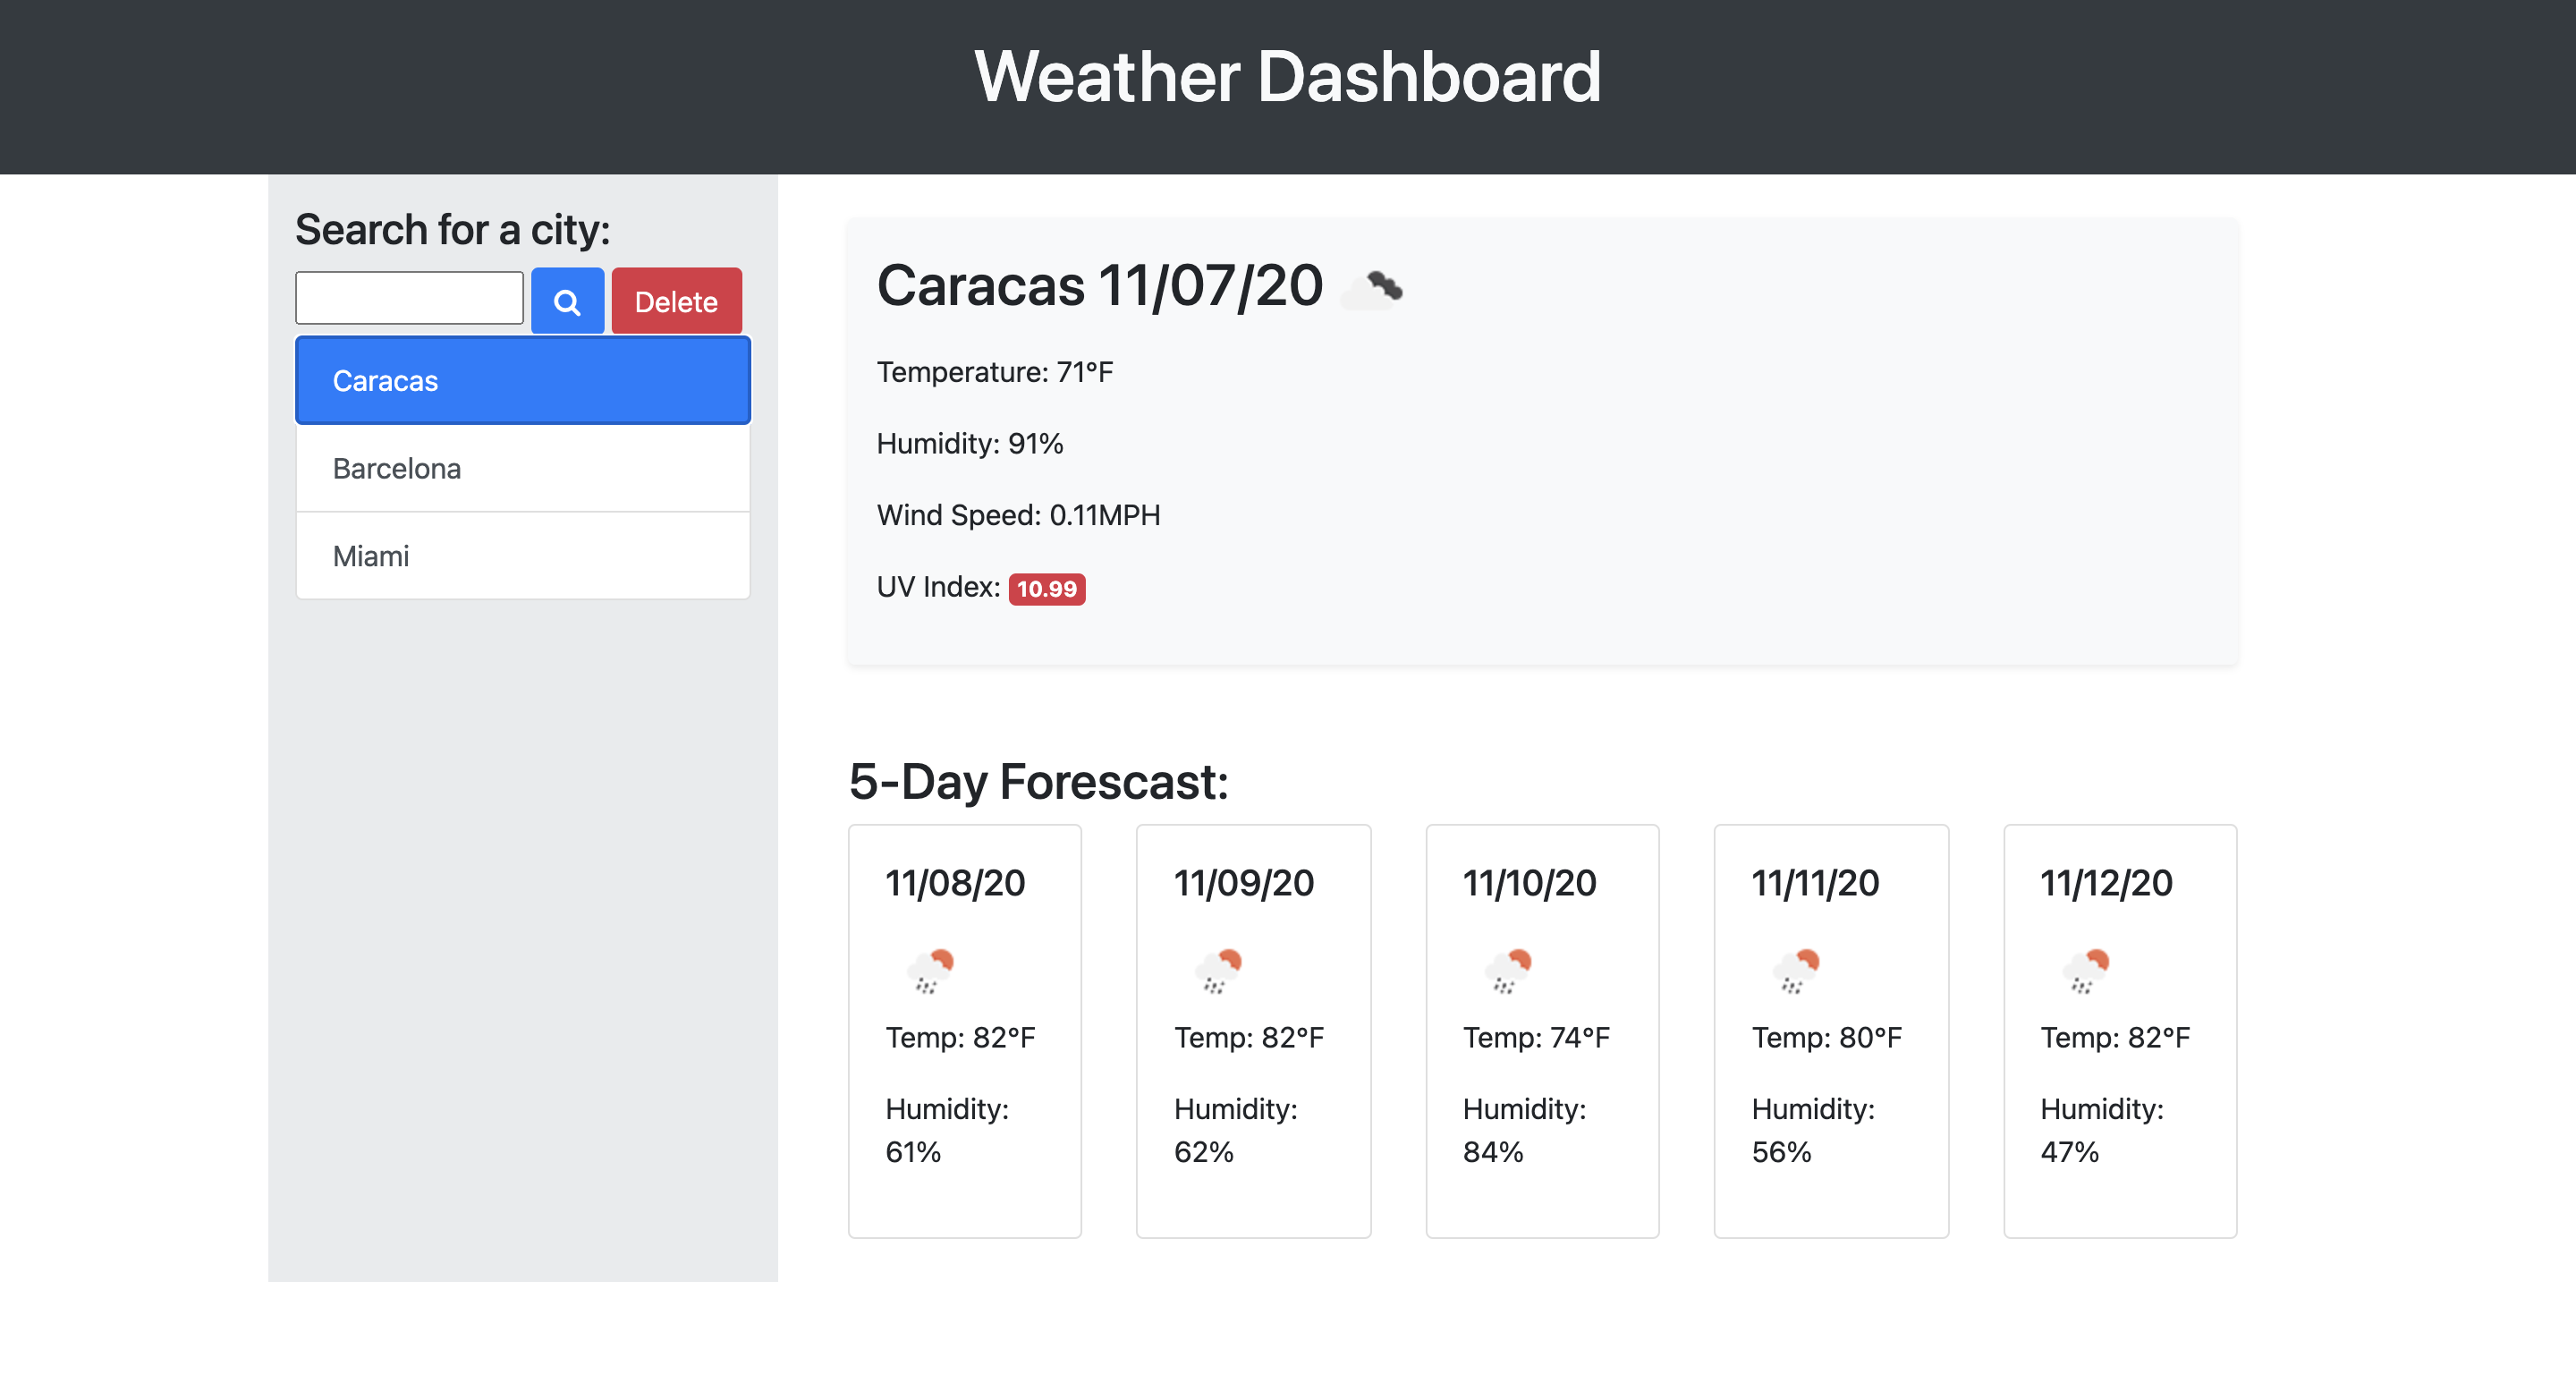 Weather Dashboard
Search for a city:
Delete
Caracas
Barcelona
Miami
Caracas 11/07/20
Temperature: 71°F
Humidity: 91%
Wind Speed: 0.11MPH
UV Index: 10.99
5-Day Forescast:
11/08/20
Temp: 82°F
Humidity:
61%
11/09/20
Temp: 82°F
Humidity:
62%
11/10/20
Temp: 74°F
Humidity:
84%
11/11/20
Temp: 80°F
Humidity:
56%
11/12/20
Temp: 82°F
Humidity:
47%